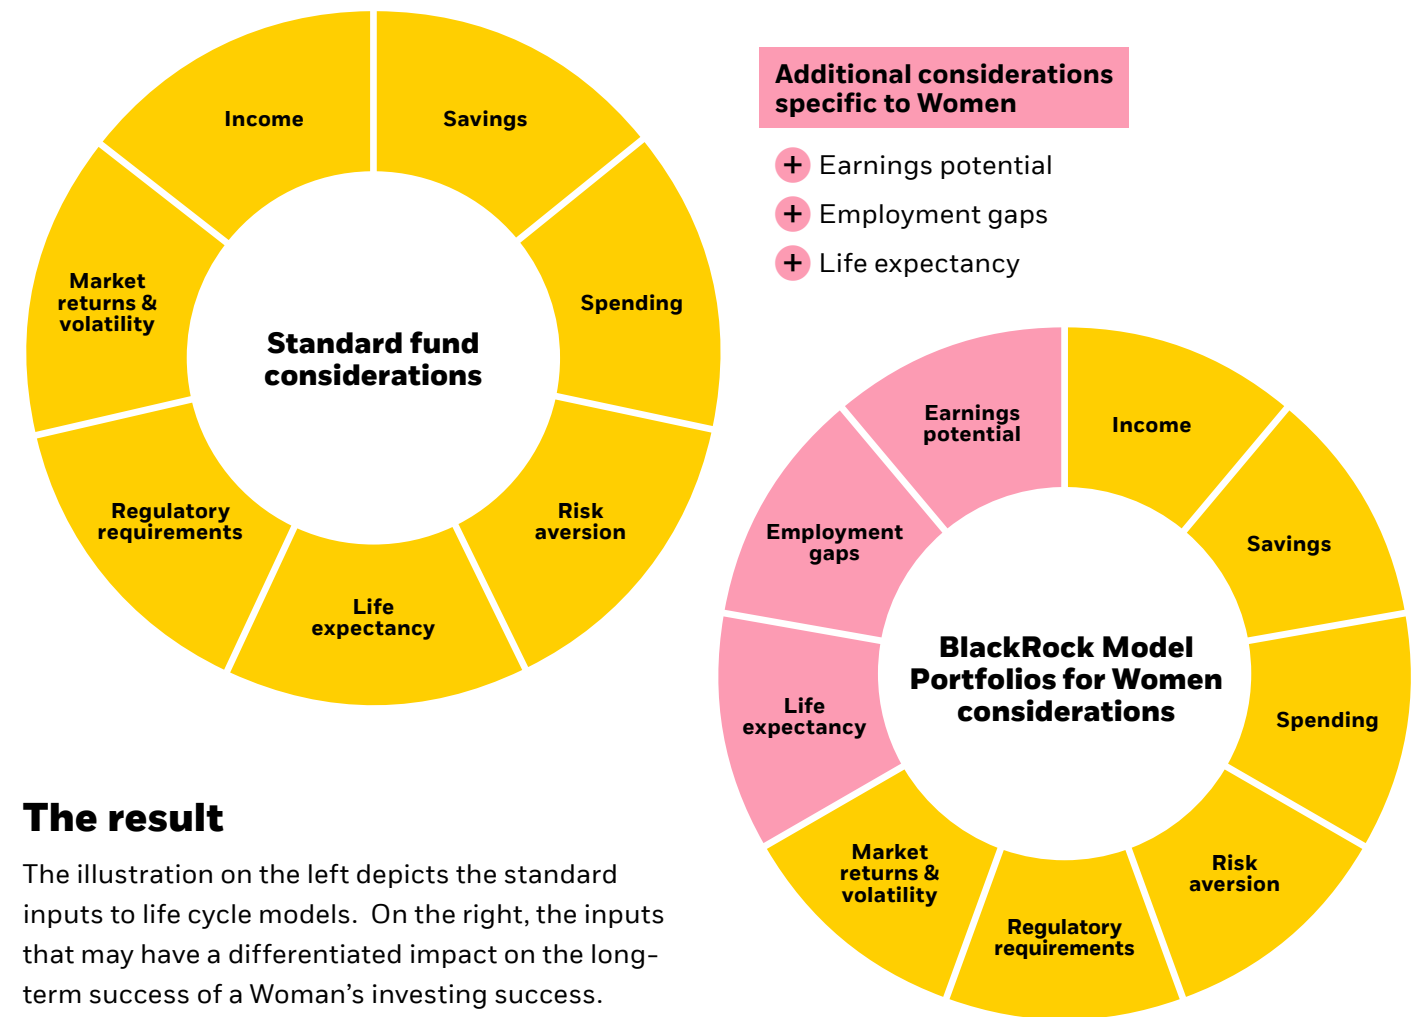 Income
Savings
Market
returns &
volatility
Spending
Standard fund
considerations
Regulatory
requirements
Risk
aversion
Life
expectancy
Additional considerations
specific to Women
+ Earnings potential
+ Employment gaps
+ Life expectancy
Earnings
potential
Income
Employment
gaps
Savings
BlackRock Model
Portfolios for Women
considerations
Life
expectancy
Spending
Market
returns &
volatility
Risk
aversion
Regulatory
requirements
The result
The illustration on the left depicts the standard
inputs to life cycle models.  On the right, the inputs
that may have a differentiated impact on the long-
term success of a Woman’s investing success.